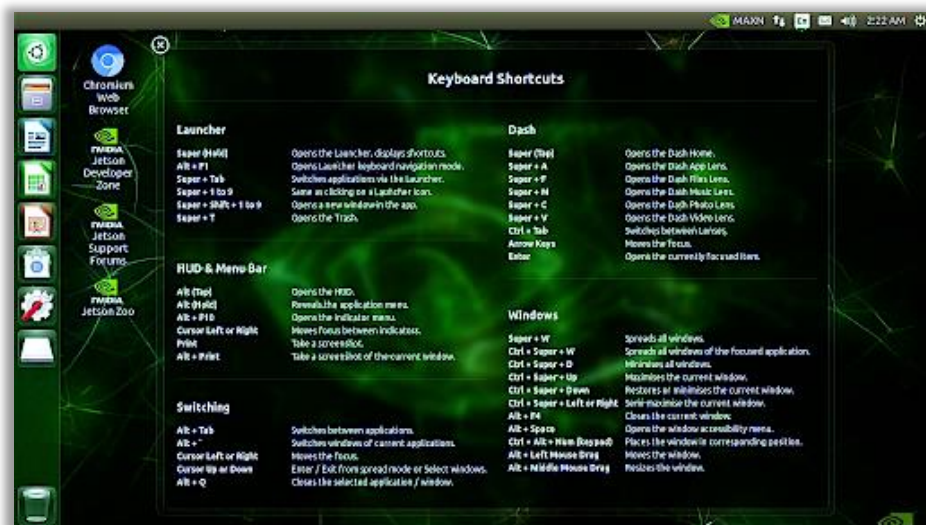 MAXN 2:22 AM
Chromium
Web
Browser
NVIDIA
Jetson
Developer
Zone
NVIDIA
Jetson
Support
Forums
NVIDIA
Jetson Zoo
Keyboard Shortcuts
Launcher
Super (Hold) Opens the Launcher, displays shortcuts.
Alt + F1 Opens Launcher keyboard navigation mode.
Super + Tab Switches applications via the Launcher.
Super + 1 to 9 Same as clicking on a Launcher icon.
Super + Shift + 1 to 9 Opens a new window in the app.
Super + T Opens the Trash.
HUD & Menu Bar
Alt (Tap) Opens the HUD.
Alt (Hold) Reveals the application menu.
Alt + F10 Opens the indicator menu.
Cursor Left or Right Moves focus between indicators.
Print Take a screenshot.
Alt + Print Take a screenshot of the current window.
Switching
Alt + Tab Switches between applications.
Alt + ` Switches windows of current applications.
Cursor Left or Right Moves the focus.
Cursor Up or Down Enter / Exit from spread mode or Select windows.
Alt + Q Closes the selected application / window.
Dash
Super (Tap) Opens the Dash Home.
Super + A Opens the Dash App Lens.
Super + F Opens the Dash Files Lens.
Super + M Opens the Dash Music Lens.
Super + C Opens the Dash Photo Lens.
Super + V Opens the Dash Video Lens.
Ctrl + Tab Switches between Lenses.
Arrow Keys Moves the focus.
Enter Opens the currently focused item.
Windows
Super + W Spreads all windows.
Ctrl + Super + W Spreads all windows of the focused application.
Ctrl + Super + D Minimises all windows.
Ctrl + Super + Up Maximises the current window.
Ctrl + Super + Down Restores or minimises the current window.
Ctrl + Super + Left or Right Semi-maximise the current window.
Alt + F4 Closes the current window.
Alt + Space Opens the window accessibility menu.
Ctrl + Alt + Num (keypad) Places the window in corresponding position.
Alt + Left Mouse Drag Moves the window.
Alt + Middle Mouse Drag Resizes the window.